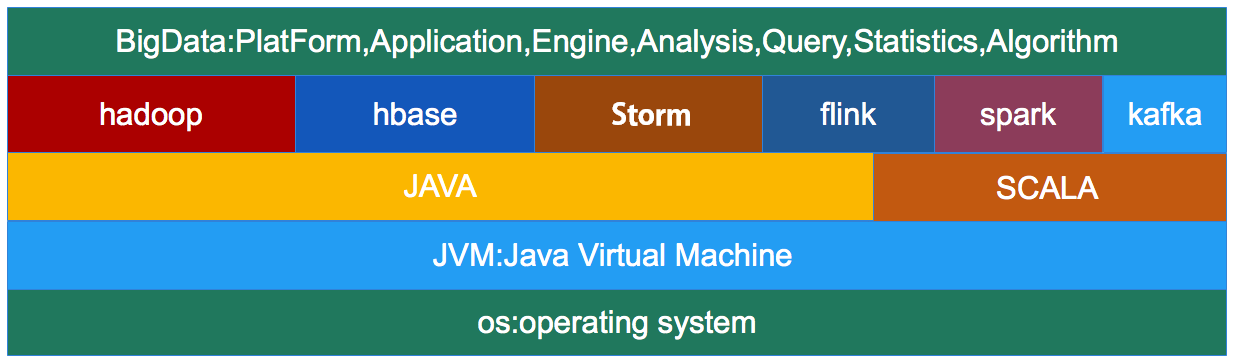 BigData:PlatForm,Application,Engine,Analysis,Query,Statistics,Algorithm
hadoop hbase Storm flink spark kafka
JAVA SCALA
JVM:Java Virtual Machine
os:operating system